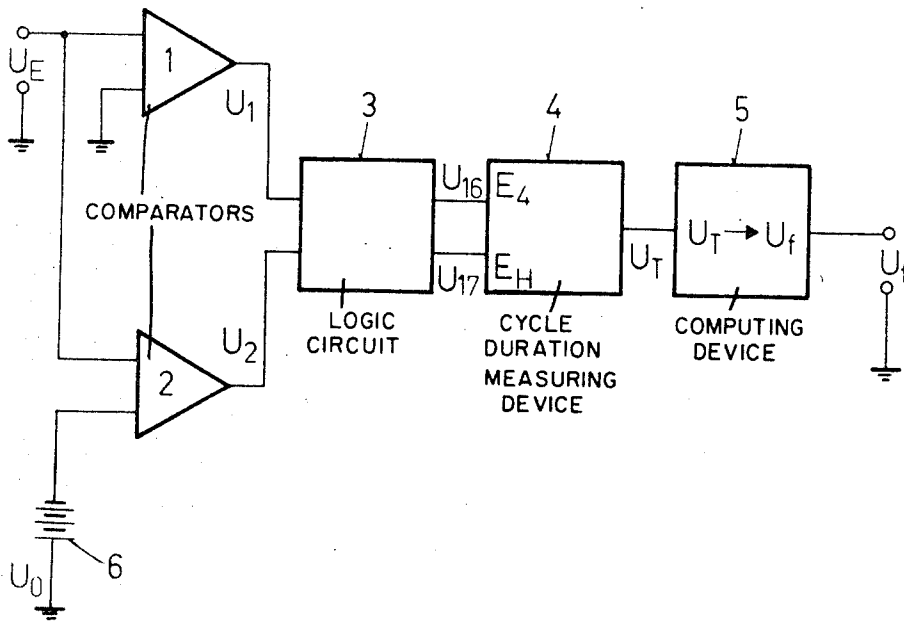 1
U_E
U_1
3
4
5
U_16
E_4
COMPARATORS
U_T → U_f
U_T
U_f
U_17
E_H
LOGIC
CIRCUIT
CYCLE
DURATION
MEASURING
DEVICE
COMPUTING
DEVICE
U_2
2
6
U_0